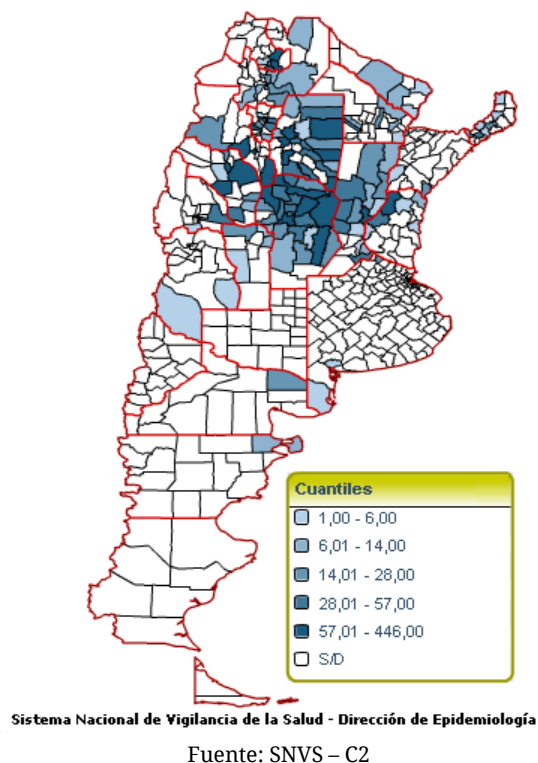 Cuantiles
1,00 - 6,00
6,01 - 14,00
14,01 - 28,00
28,01 - 57,00
57,01 - 446,00
S/D
Sistema Nacional de Vigilancia de la Salud - Dirección de Epidemiología
Fuente: SNVS – C2